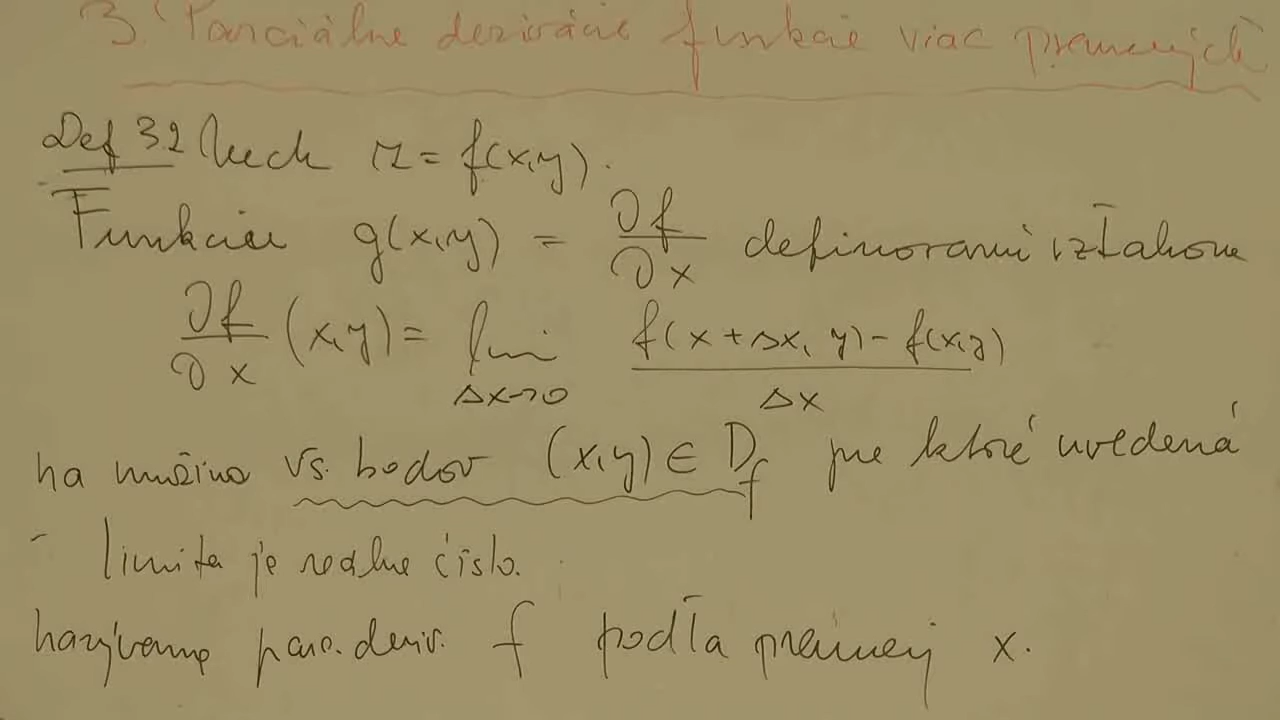 3. Parciálne derivácie funkcie viac premenných
Def 3.2 Nech z = f(x,y).
Funkciu g(x,y) = ∂f/∂x definovanú vzťahom
∂f/∂x (x,y) = lim Δx→0 (f(x+Δx, y) - f(x,y))/Δx
na množine vš. bodov (x,y) ∈ D_f pre ktoré uvedená
limita je reálne číslo.
nazývame parc. deriv. f podľa premennej x.